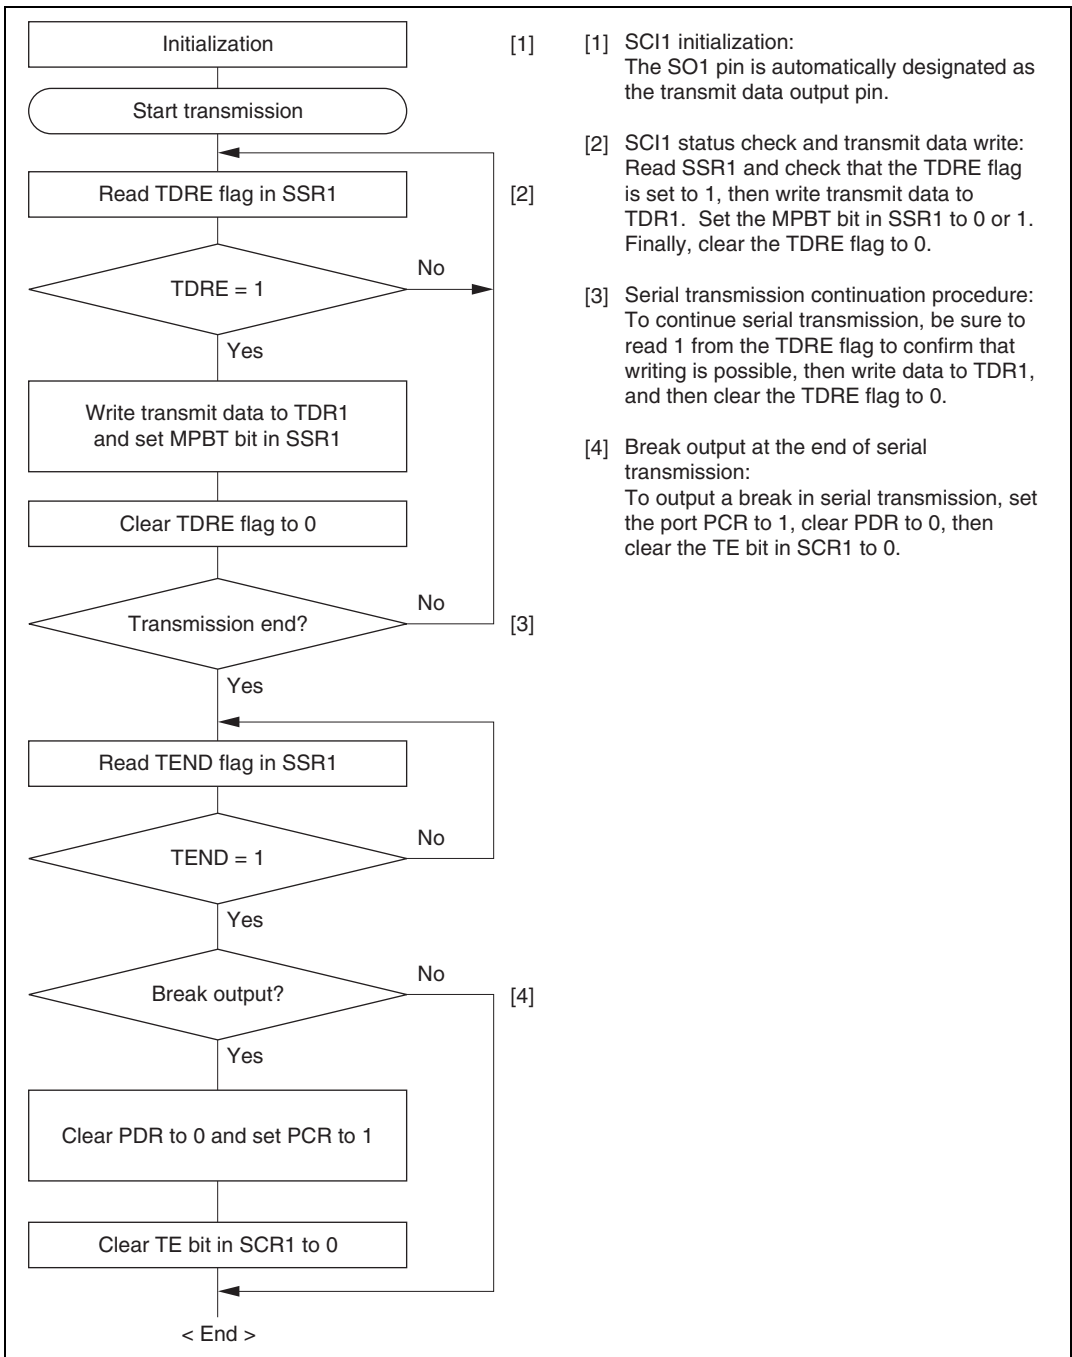 Initialization
[1]
Start transmission
Read TDRE flag in SSR1
[2]
TDRE = 1
No
Yes
Write transmit data to TDR1
and set MPBT bit in SSR1
Clear TDRE flag to 0
Transmission end?
No
[3]
Yes
Read TEND flag in SSR1
TEND = 1
No
Yes
Break output?
No
[4]
Yes
Clear PDR to 0 and set PCR to 1
Clear TE bit in SCR1 to 0
< End >
[1] SCI1 initialization:
The SO1 pin is automatically designated as
the transmit data output pin.
[2] SCI1 status check and transmit data write:
Read SSR1 and check that the TDRE flag
is set to 1, then write transmit data to
TDR1. Set the MPBT bit in SSR1 to 0 or 1.
Finally, clear the TDRE flag to 0.
[3] Serial transmission continuation procedure:
To continue serial transmission, be sure to
read 1 from the TDRE flag to confirm that
writing is possible, then write data to TDR1,
and then clear the TDRE flag to 0.
[4] Break output at the end of serial
transmission:
To output a break in serial transmission, set
the port PCR to 1, clear PDR to 0, then
clear the TE bit in SCR1 to 0.